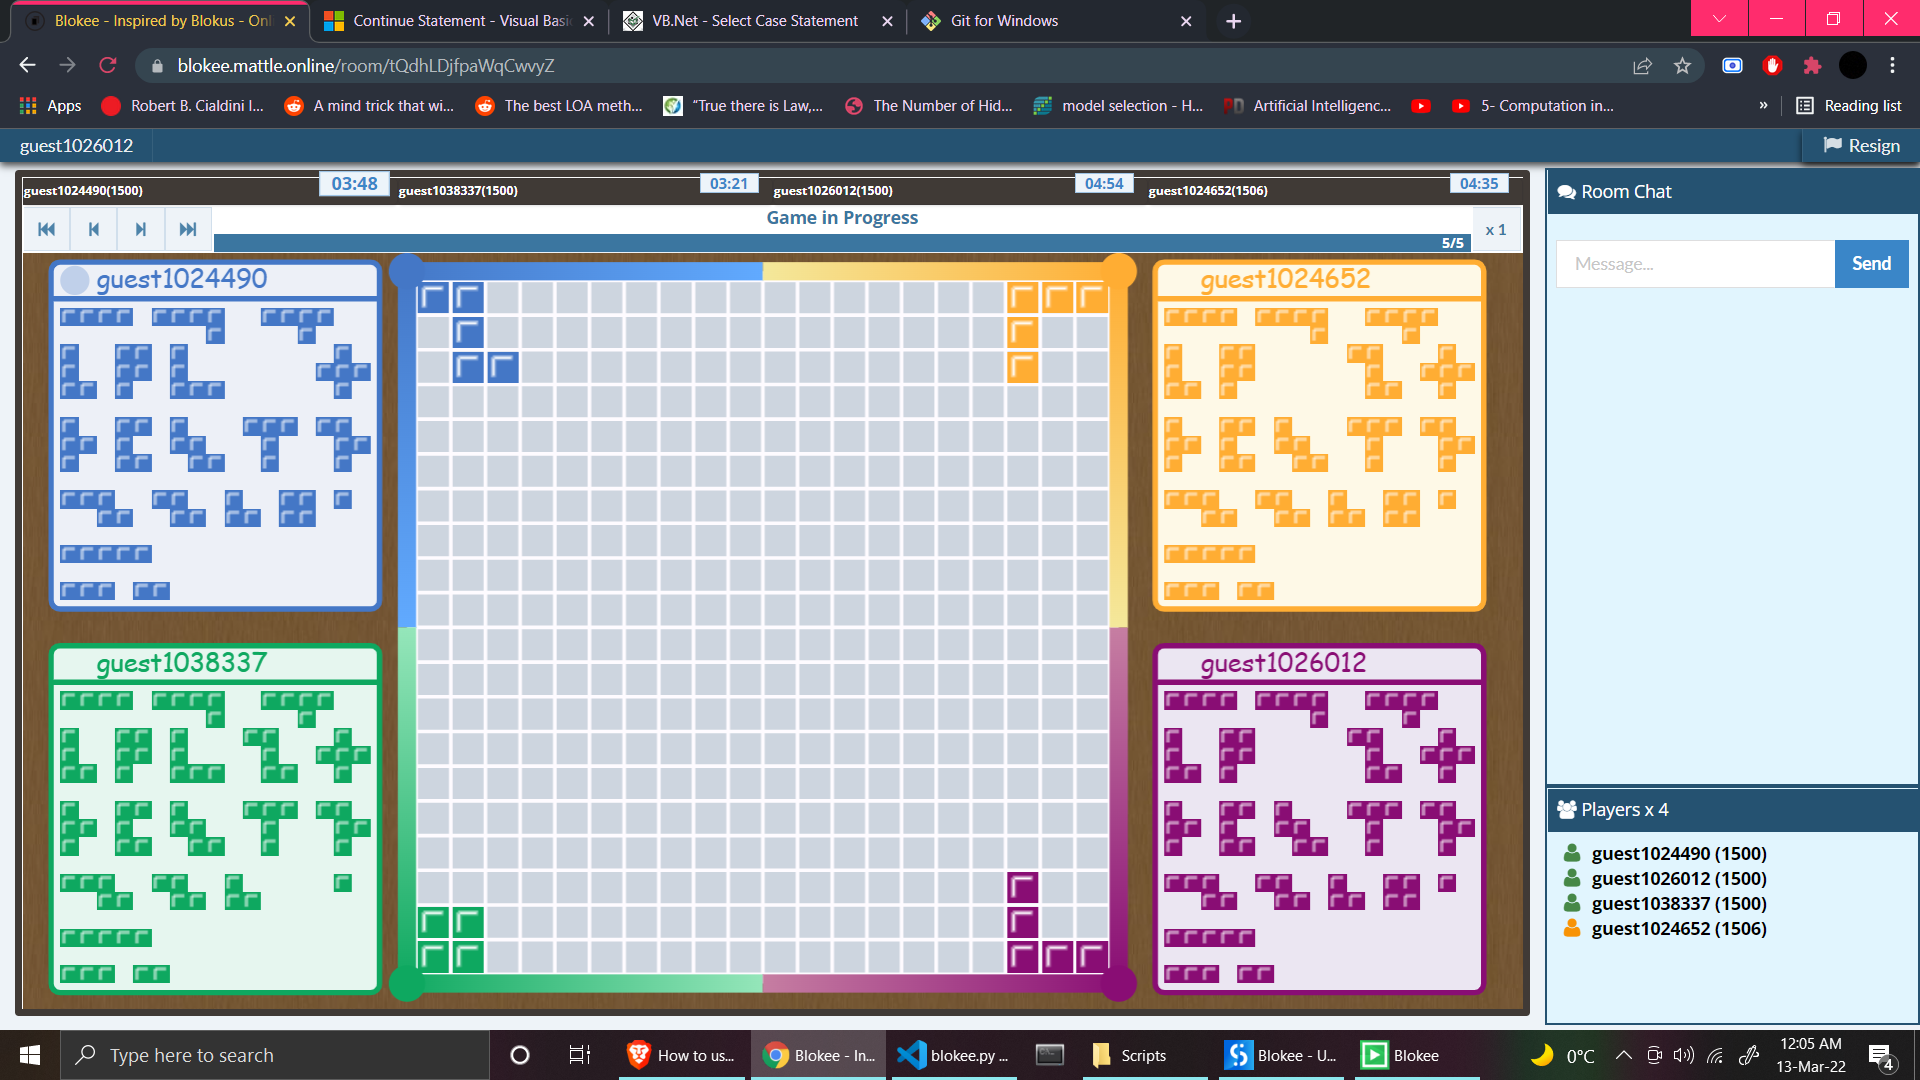 Blokee - Inspired by Blokus - Onl
Continue Statement - Visual Basi
VB.Net - Select Case Statement
Git for Windows
blokee.mattle.online/room/tQdhLDjfpaWqCwvyZ
Apps
Robert B. Cialdini I...
A mind trick that wi...
The best LOA meth...
“True there is Law,...
The Number of Hid...
model selection - H...
Artificial Intelligenc...
5- Computation in...
»
Reading list
guest1026012
Resign
guest1024490(1500)
03:48
guest1038337(1500)
03:21
guest1026012(1500)
04:54
guest1024652(1506)
04:35
Game in Progress
5/5
x 1
Room Chat
Message...
Send
guest1024490
guest1024652
guest1038337
guest1026012
Players x 4
guest1024490 (1500)
guest1026012 (1500)
guest1038337 (1500)
guest1024652 (1506)
Type here to search
How to us...
Blokee - In...
blokee.py ...
Scripts
Blokee - U...
Blokee
0°C
12:05 AM
13-Mar-22
4